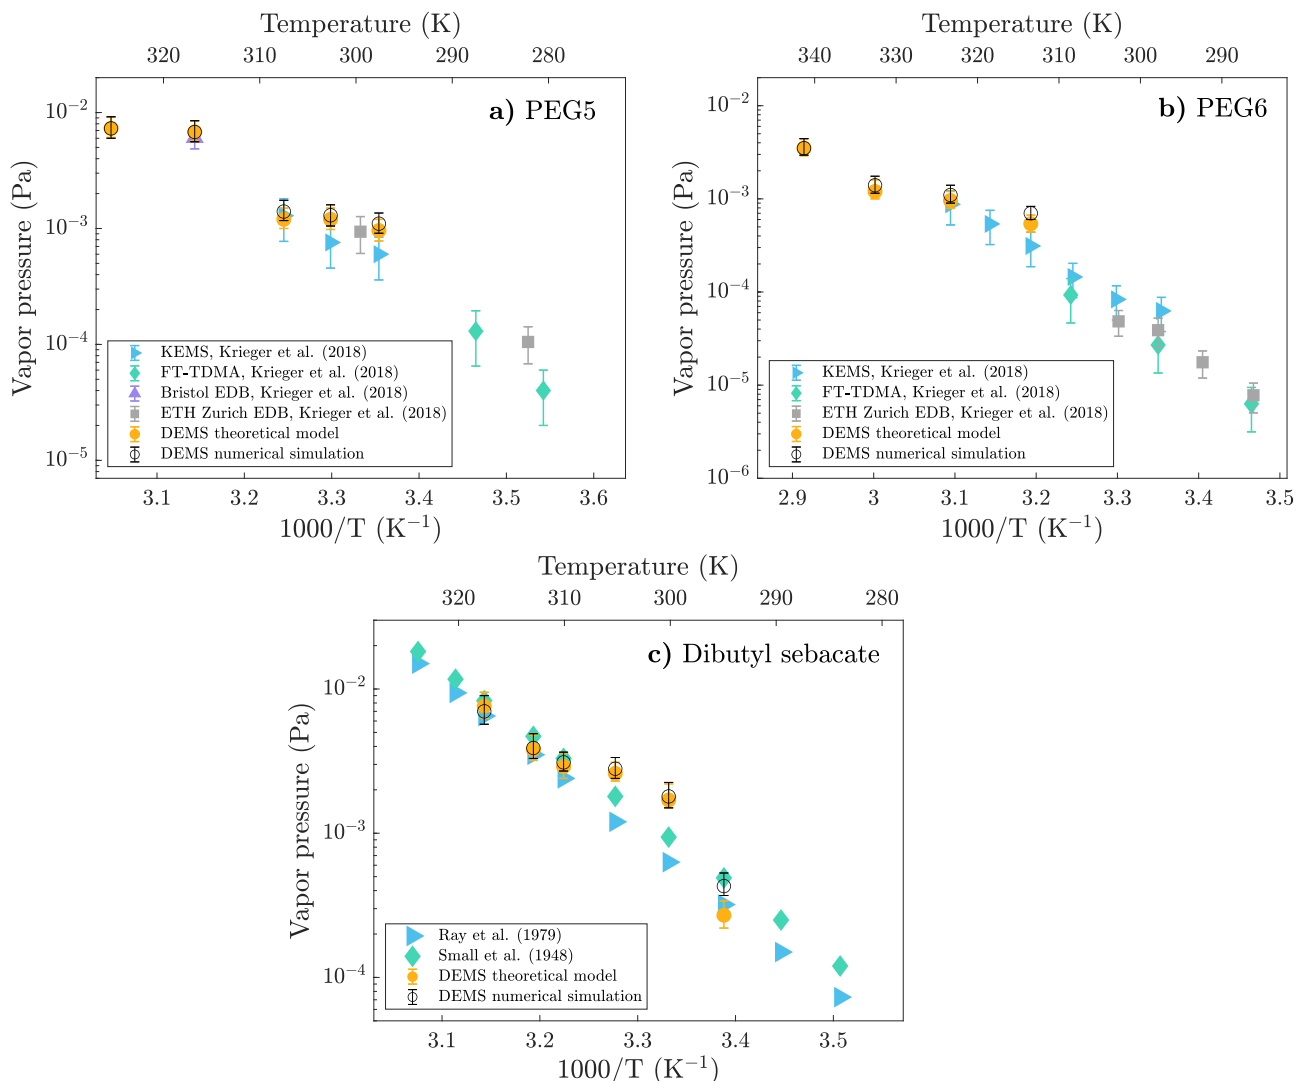 Temperature (K)
320 310 300 290 280
a) PEG5
10⁻²
10⁻³
10⁻⁴
10⁻⁵
Vapor pressure (Pa)
KEMS, Krieger et al. (2018)
FT-TDMA, Krieger et al. (2018)
Bristol EDB, Krieger et al. (2018)
ETH Zurich EDB, Krieger et al. (2018)
DEMS theoretical model
DEMS numerical simulation
3.1 3.2 3.3 3.4 3.5 3.6
1000/T (K⁻¹)
Temperature (K)
340 330 320 310 300 290
b) PEG6
10⁻²
10⁻³
10⁻⁴
10⁻⁵
10⁻⁶
Vapor pressure (Pa)
KEMS, Krieger et al. (2018)
FT-TDMA, Krieger et al. (2018)
ETH Zurich EDB, Krieger et al. (2018)
DEMS theoretical model
DEMS numerical simulation
2.9 3 3.1 3.2 3.3 3.4 3.5
1000/T (K⁻¹)
Temperature (K)
320 310 300 290 280
c) Dibutyl sebacate
10⁻²
10⁻³
10⁻⁴
Vapor pressure (Pa)
Ray et al. (1979)
Small et al. (1948)
DEMS theoretical model
DEMS numerical simulation
3.1 3.2 3.3 3.4 3.5
1000/T (K⁻¹)